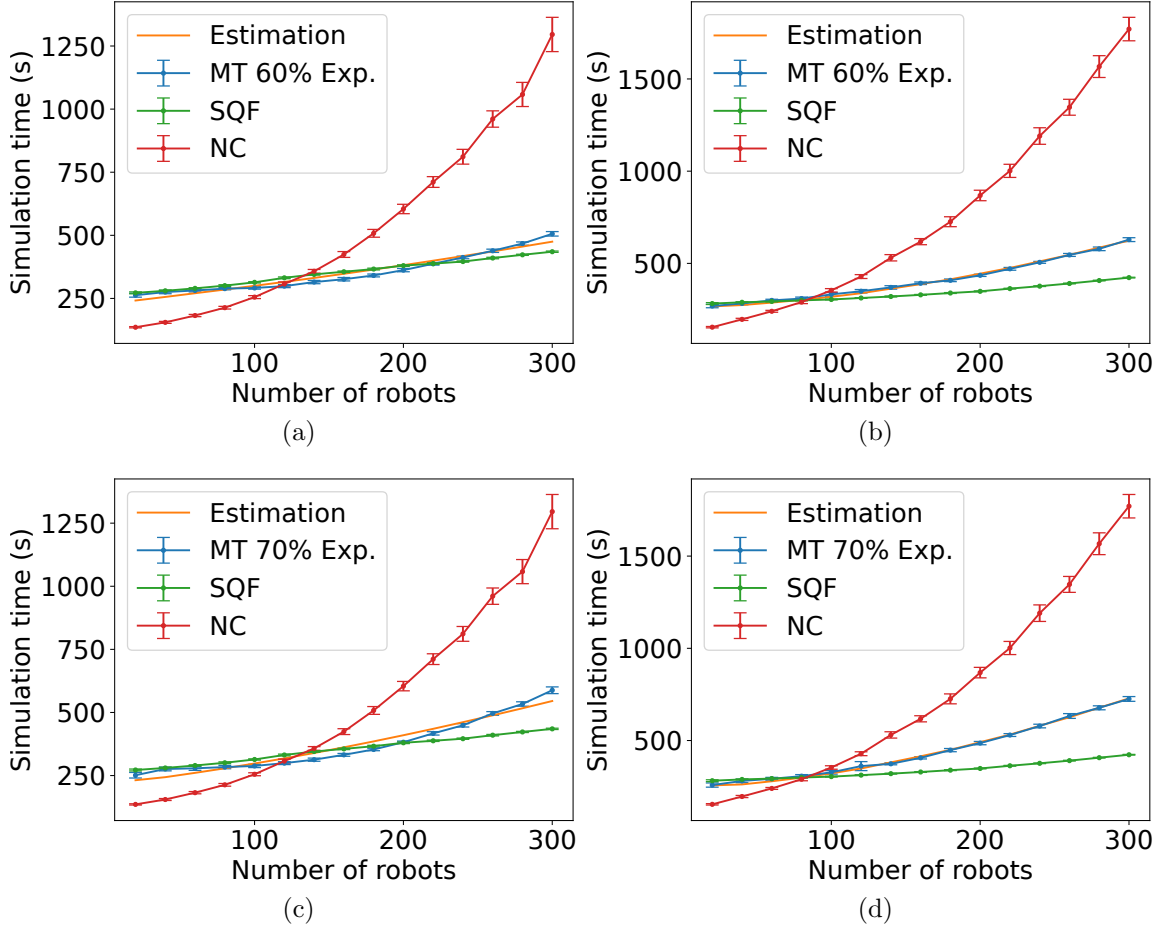 Simulation time (s)
1250
1000
750
500
250
Estimation
MT 60% Exp.
SQF
NC
100
200
300
Number of robots
(a)
Simulation time (s)
1500
1000
500
Estimation
MT 60% Exp.
SQF
NC
100
200
300
Number of robots
(b)
Simulation time (s)
1250
1000
750
500
250
Estimation
MT 70% Exp.
SQF
NC
100
200
300
Number of robots
(c)
Simulation time (s)
1500
1000
500
Estimation
MT 70% Exp.
SQF
NC
100
200
300
Number of robots
(d)